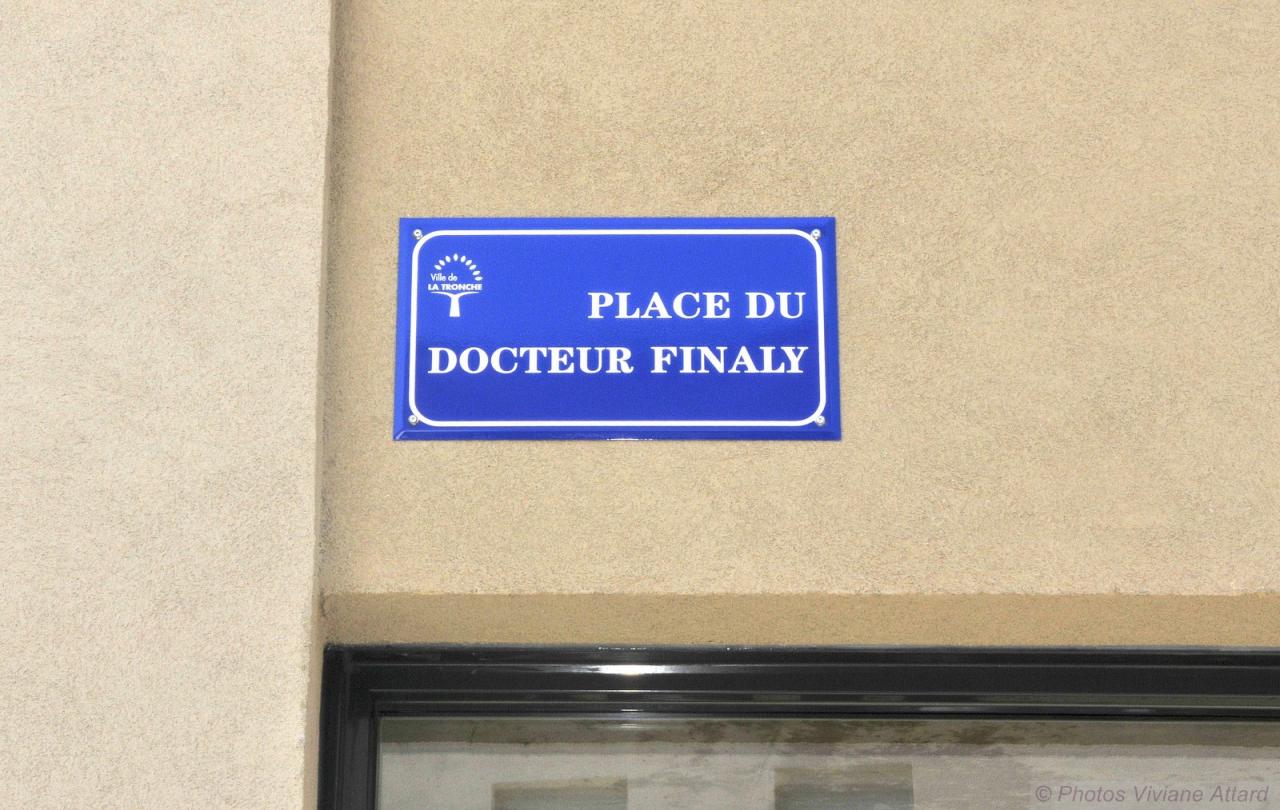 Ville de
LA TRONCHE
PLACE DU
DOCTEUR FINALY
© Photos Viviane Attard